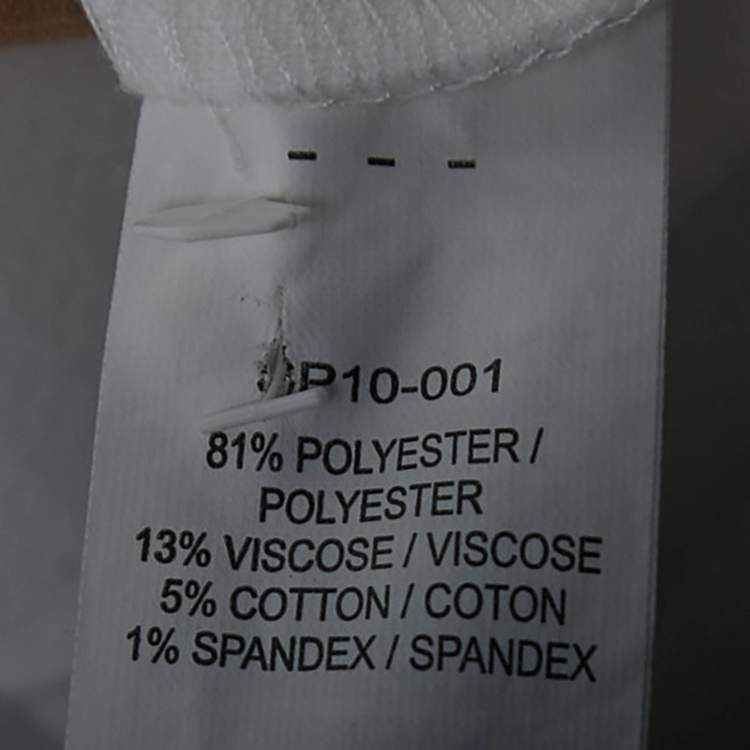 - - -
P10-001
81% POLYESTER /
POLYESTER
13% VISCOSE / VISCOSE
5% COTTON / COTON
1% SPANDEX / SPANDEX